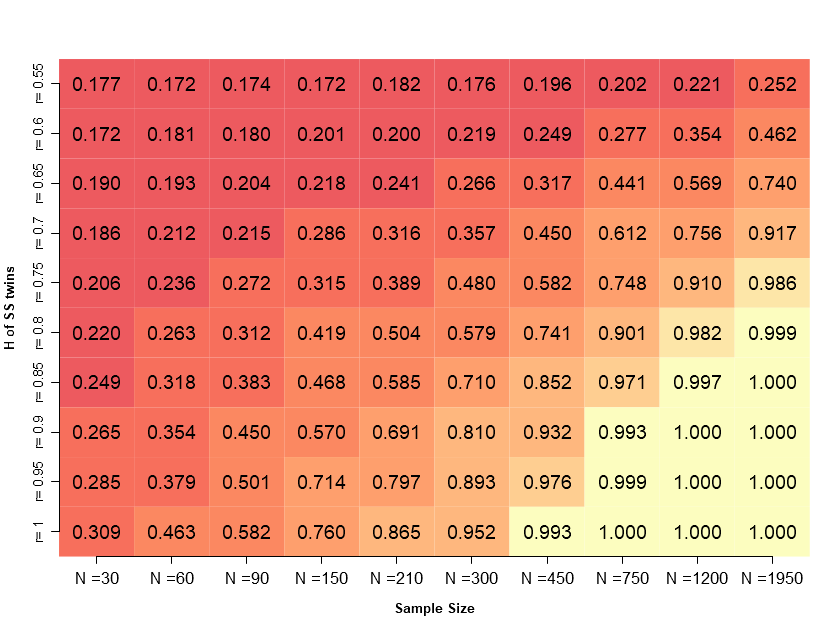 r= 0.55 0.177 0.172 0.174 0.172 0.182 0.176 0.196 0.202 0.221 0.252
r= 0.6 0.172 0.181 0.180 0.201 0.200 0.219 0.249 0.277 0.354 0.462
r= 0.65 0.190 0.193 0.204 0.218 0.241 0.266 0.317 0.441 0.569 0.740
r= 0.7 0.186 0.212 0.215 0.286 0.316 0.357 0.450 0.612 0.756 0.917
r= 0.75 0.206 0.236 0.272 0.315 0.389 0.480 0.582 0.748 0.910 0.986
r= 0.8 0.220 0.263 0.312 0.419 0.504 0.579 0.741 0.901 0.982 0.999
r= 0.85 0.249 0.318 0.383 0.468 0.585 0.710 0.852 0.971 0.997 1.000
r= 0.9 0.265 0.354 0.450 0.570 0.691 0.810 0.932 0.993 1.000 1.000
r= 0.95 0.285 0.379 0.501 0.714 0.797 0.893 0.976 0.999 1.000 1.000
r= 1 0.309 0.463 0.582 0.760 0.865 0.952 0.993 1.000 1.000 1.000
H of SS twins
N =30 N =60 N =90 N =150 N =210 N =300 N =450 N =750 N =1200 N =1950
Sample Size